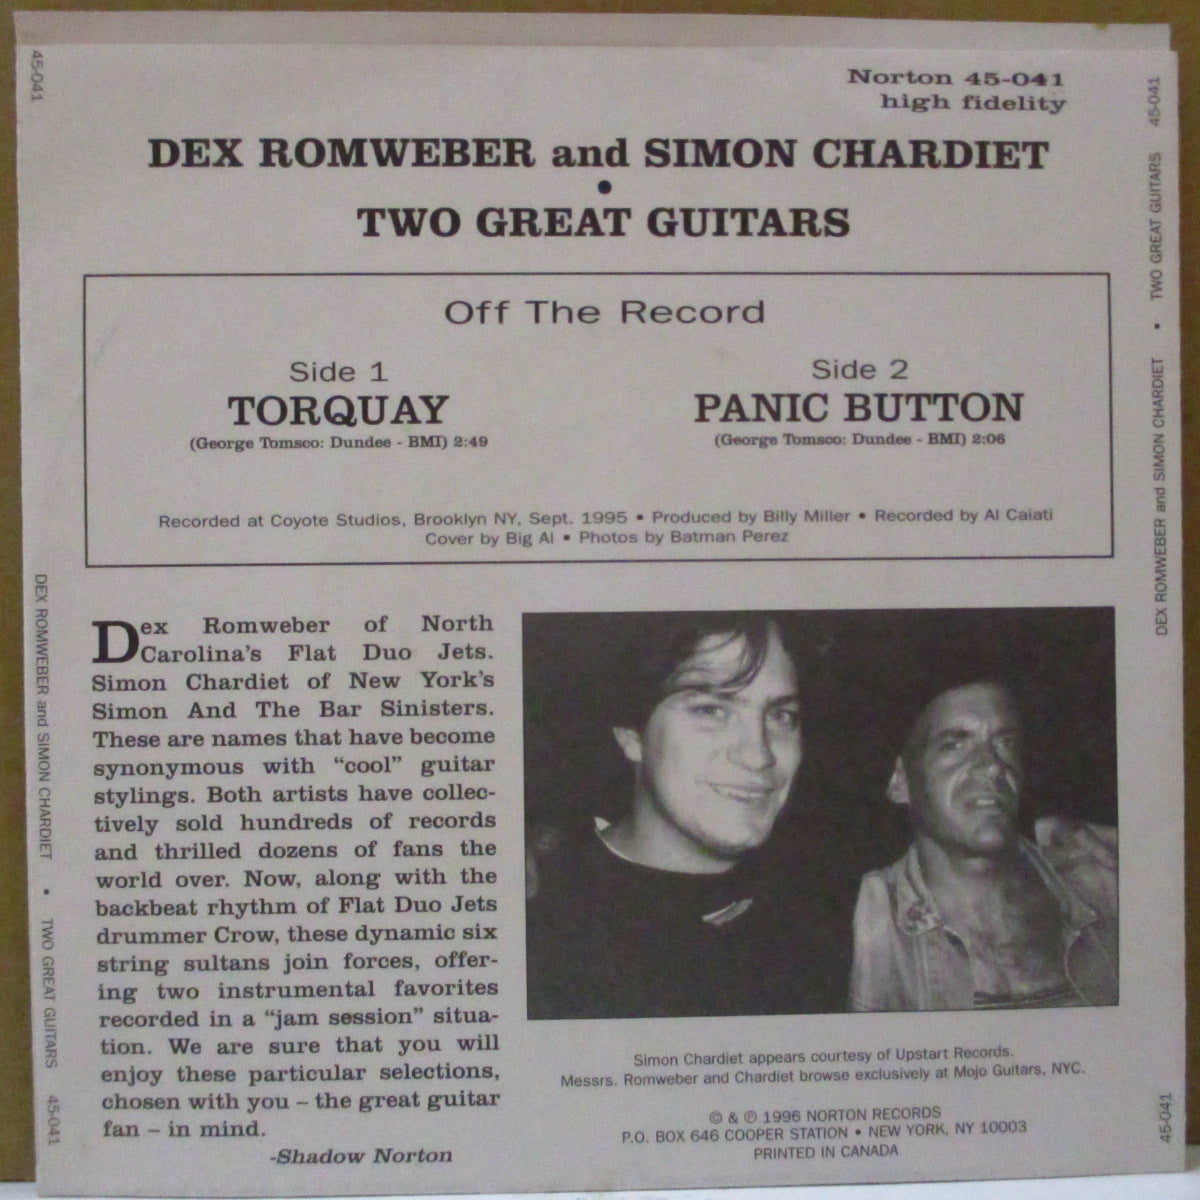 45-041
Norton 45-041
high fidelity
DEX ROMWEBER and SIMON CHARDIET
•
TWO GREAT GUITARS
Off The Record
Side 1
TORQUAY
(George Tomsco: Dundee - BMI) 2:49
Side 2
PANIC BUTTON
(George Tomsco: Dundee - BMI) 2:06
Recorded at Coyote Studios, Brooklyn NY, Sept. 1995 • Produced by Billy Miller • Recorded by Al Caiati
Cover by Big Al • Photos by Batman Perez
Dex Romweber of North
Carolina's Flat Duo Jets.
Simon Chardiet of New York's
Simon And The Bar Sinisters.
These are names that have become
synonymous with "cool" guitar
stylings. Both artists have collec-
tively sold hundreds of records
and thrilled dozens of fans the
world over. Now, along with the
backbeat rhythm of Flat Duo Jets
drummer Crow, these dynamic six
string sultans join forces, offer-
ing two instrumental favorites
recorded in a "jam session" situa-
tion. We are sure that you will
enjoy these particular selections,
chosen with you – the great guitar
fan – in mind.
-Shadow Norton
Simon Chardiet appears courtesy of Upstart Records.
Messrs. Romweber and Chardiet browse exclusively at Mojo Guitars, NYC.
© & ℗ 1996 NORTON RECORDS
P.O. BOX 646 COOPER STATION • NEW YORK, NY 10003
PRINTED IN CANADA
DEX ROMWEBER and SIMON CHARDIET • TWO GREAT GUITARS 45-041
45-041 DEX ROMWEBER and SIMON CHARDIET • TWO GREAT GUITARS 45-041